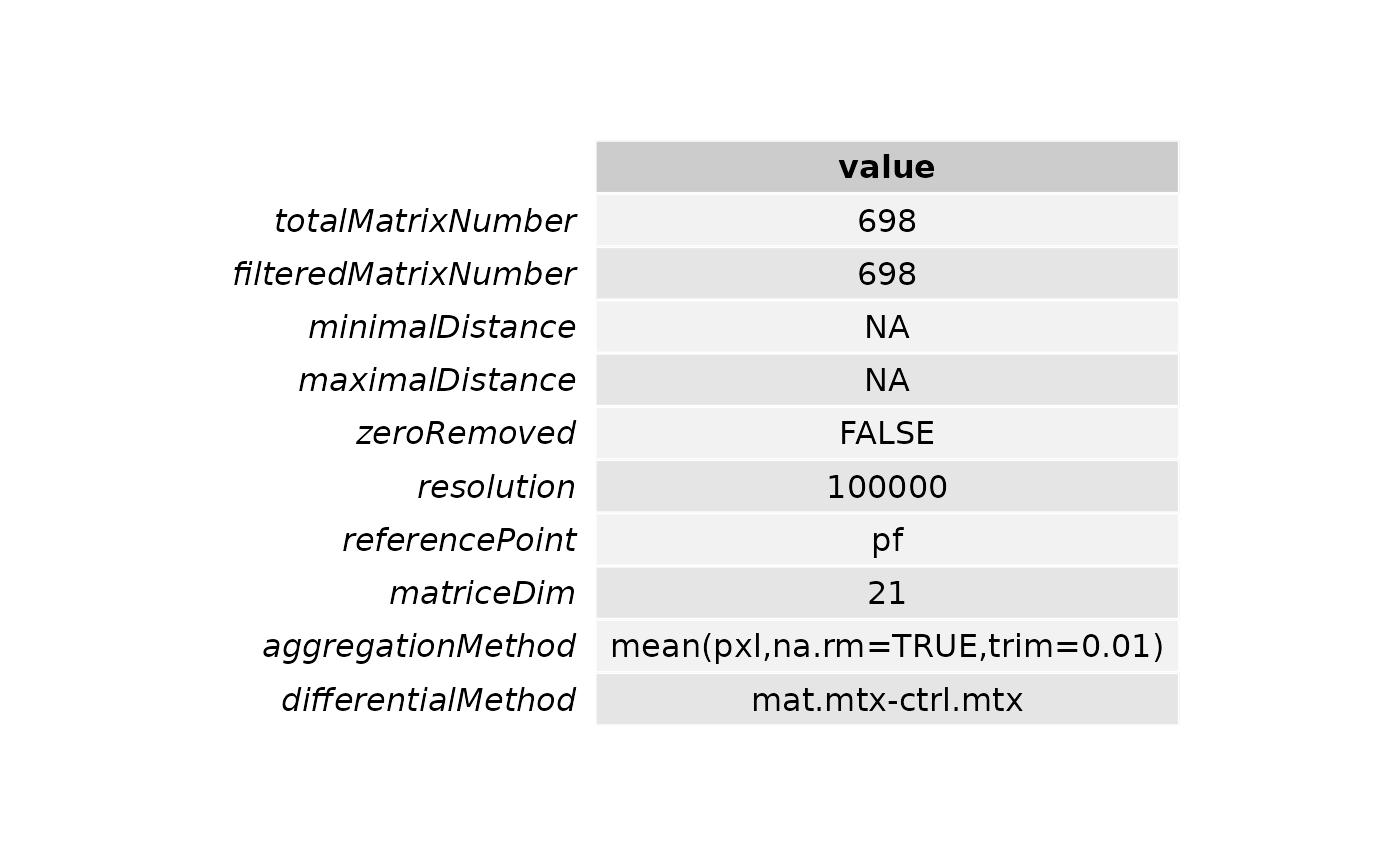 value
totalMatrixNumber 698
filteredMatrixNumber 698
minimalDistance NA
maximalDistance NA
zeroRemoved FALSE
resolution 100000
referencePoint pf
matriceDim 21
aggregationMethod mean(pxl,na.rm=TRUE,trim=0.01)
differentialMethod mat.mtx-ctrl.mtx